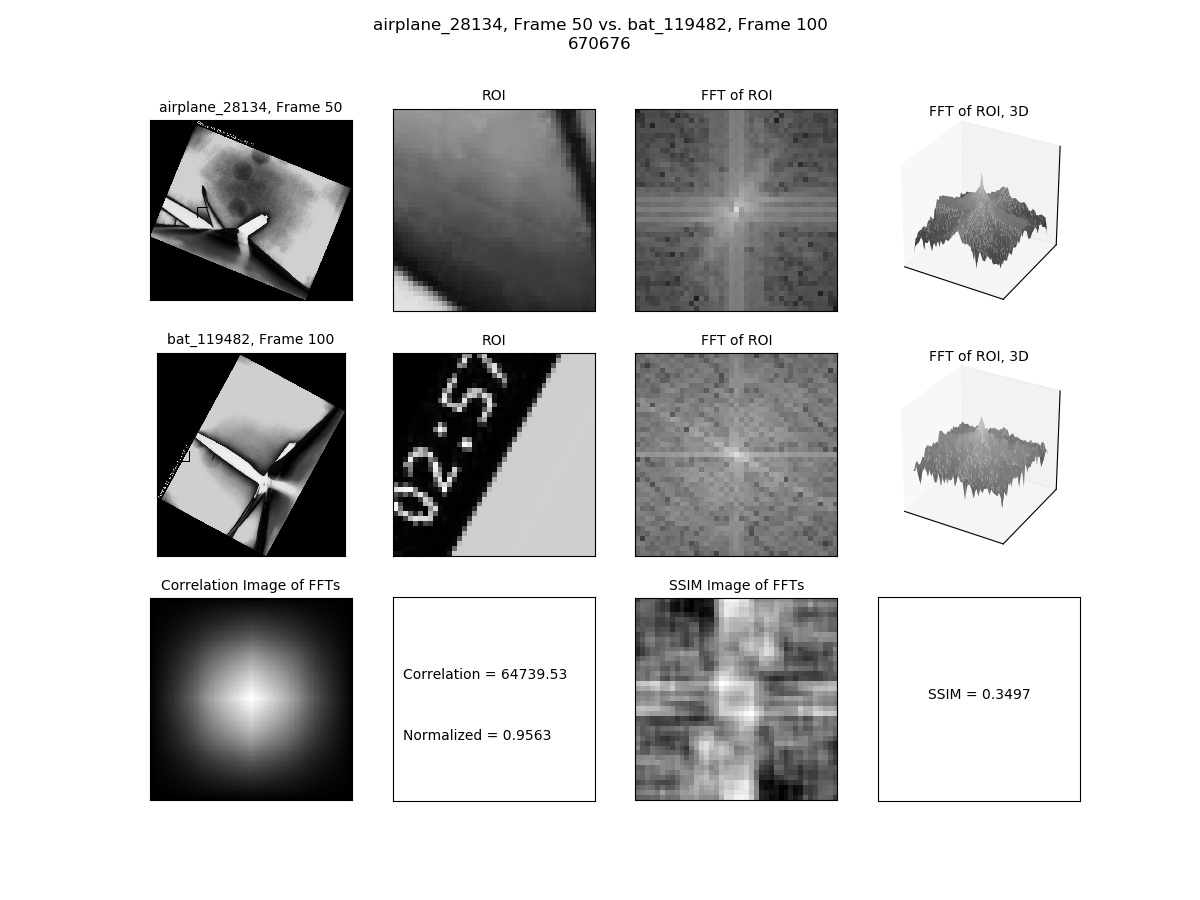 airplane_28134, Frame 50 vs. bat_119482, Frame 100
670676
airplane_28134, Frame 50
ROI
FFT of ROI
FFT of ROI, 3D
bat_119482, Frame 100
ROI
FFT of ROI
FFT of ROI, 3D
02:57
Correlation Image of FFTs
SSIM Image of FFTs
Correlation = 64739.53
Normalized = 0.9563
SSIM = 0.3497